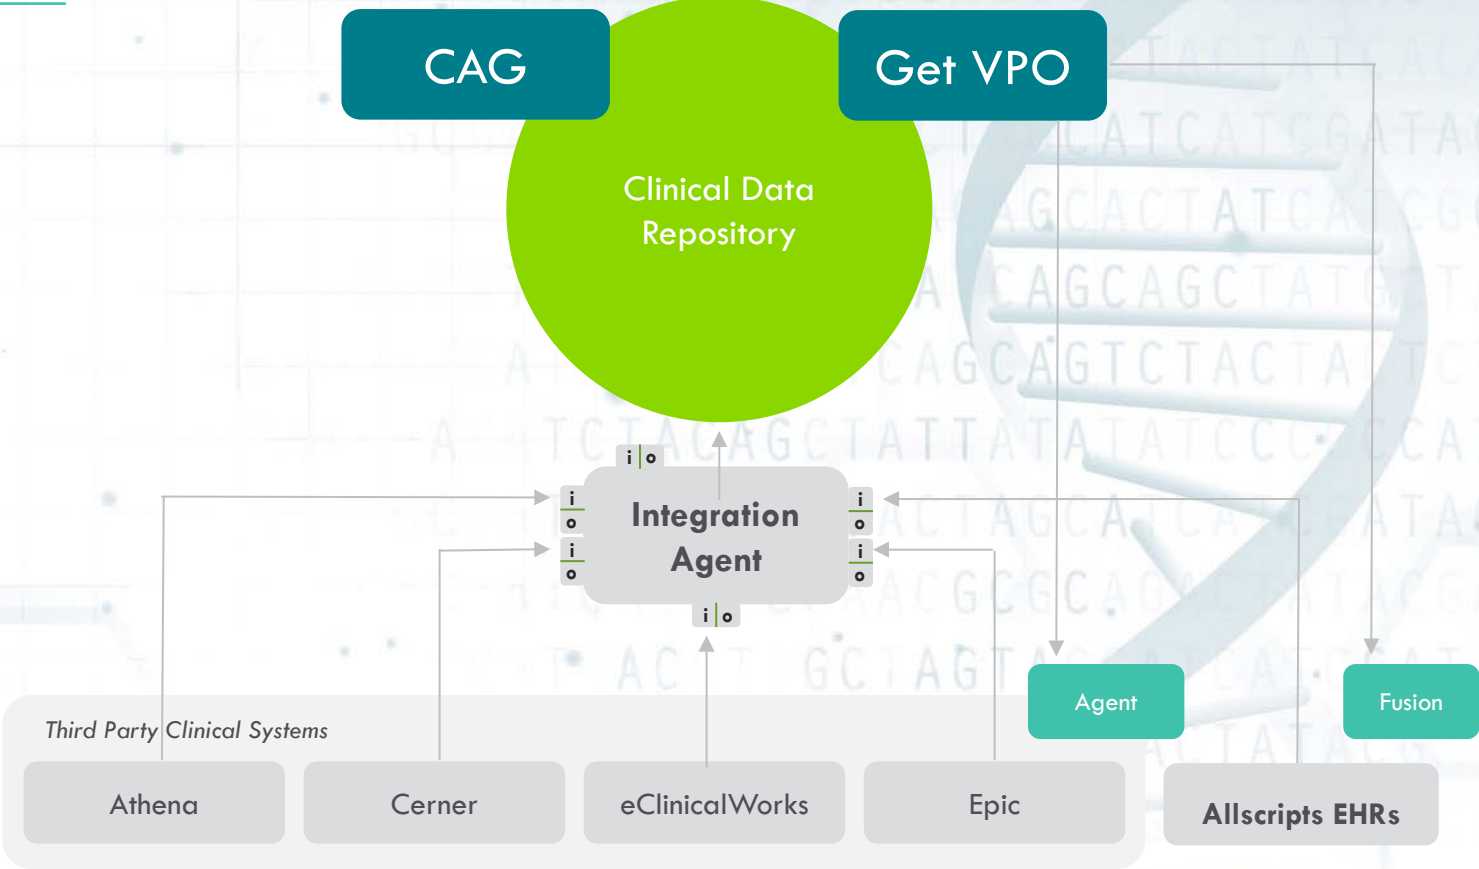 CAG
Get VPO
Clinical Data
Repository
i | o
Integration
Agent
i
o
i
o
i
o
i
o
i | o
Agent
Fusion
Third Party Clinical Systems
Athena
Cerner
eClinicalWorks
Epic
Allscripts EHRs